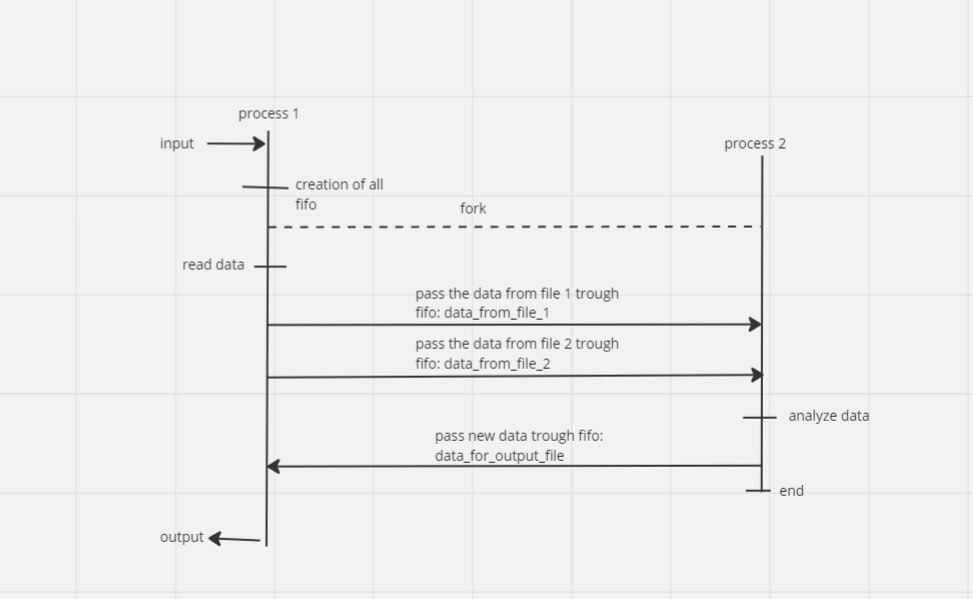 process 1
input
process 2
creation of all
fifo
fork
read data
pass the data from file 1 trough
fifo: data_from_file_1
pass the data from file 2 trough
fifo: data_from_file_2
analyze data
pass new data trough fifo:
data_for_output_file
end
output